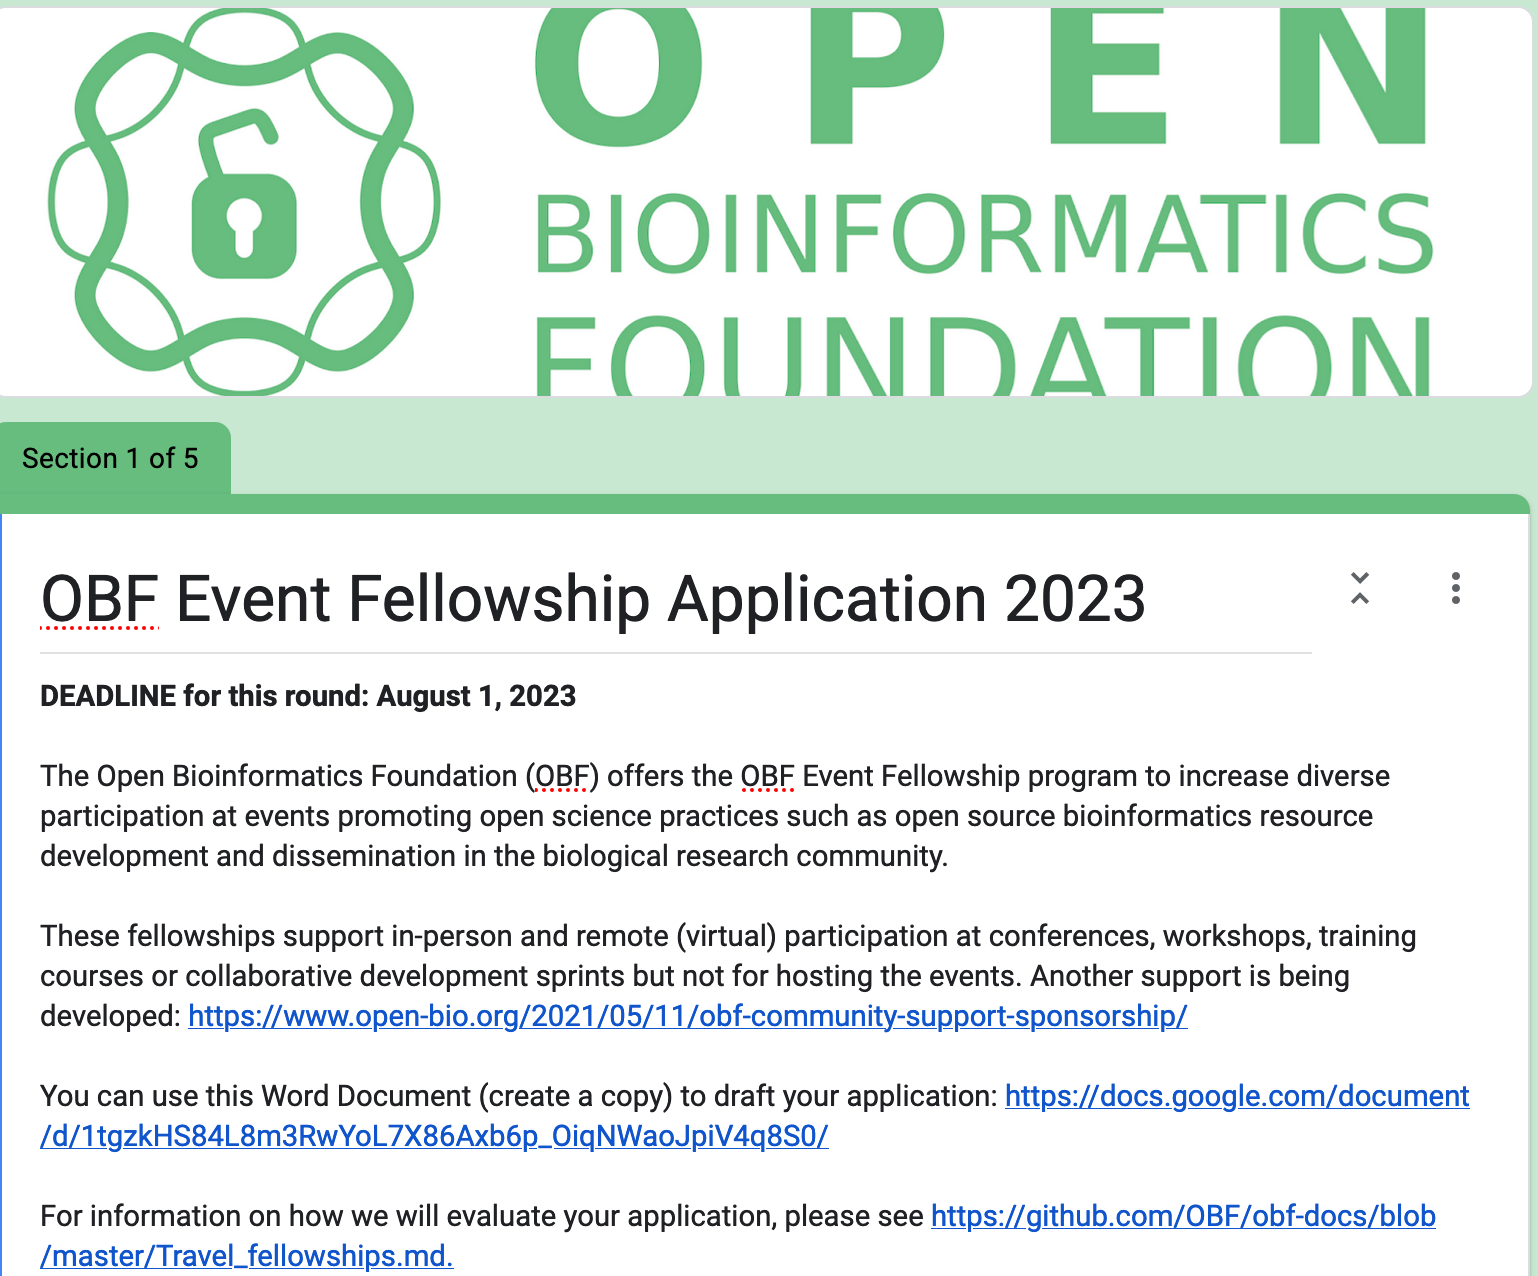 OPEN
BIOINFORMATICS
FOUNDATION
Section 1 of 5
OBF Event Fellowship Application 2023
DEADLINE for this round: August 1, 2023
The Open Bioinformatics Foundation (OBF) offers the OBF Event Fellowship program to increase diverse
participation at events promoting open science practices such as open source bioinformatics resource
development and dissemination in the biological research community.
These fellowships support in-person and remote (virtual) participation at conferences, workshops, training
courses or collaborative development sprints but not for hosting the events. Another support is being
developed: https://www.open-bio.org/2021/05/11/obf-community-support-sponsorship/
You can use this Word Document (create a copy) to draft your application: https://docs.google.com/document
/d/1tgzkHS84L8m3RwYoL7X86Axb6p_OiqNWaoJpiV4q8S0/
For information on how we will evaluate your application, please see https://github.com/OBF/obf-docs/blob
/master/Travel_fellowships.md.